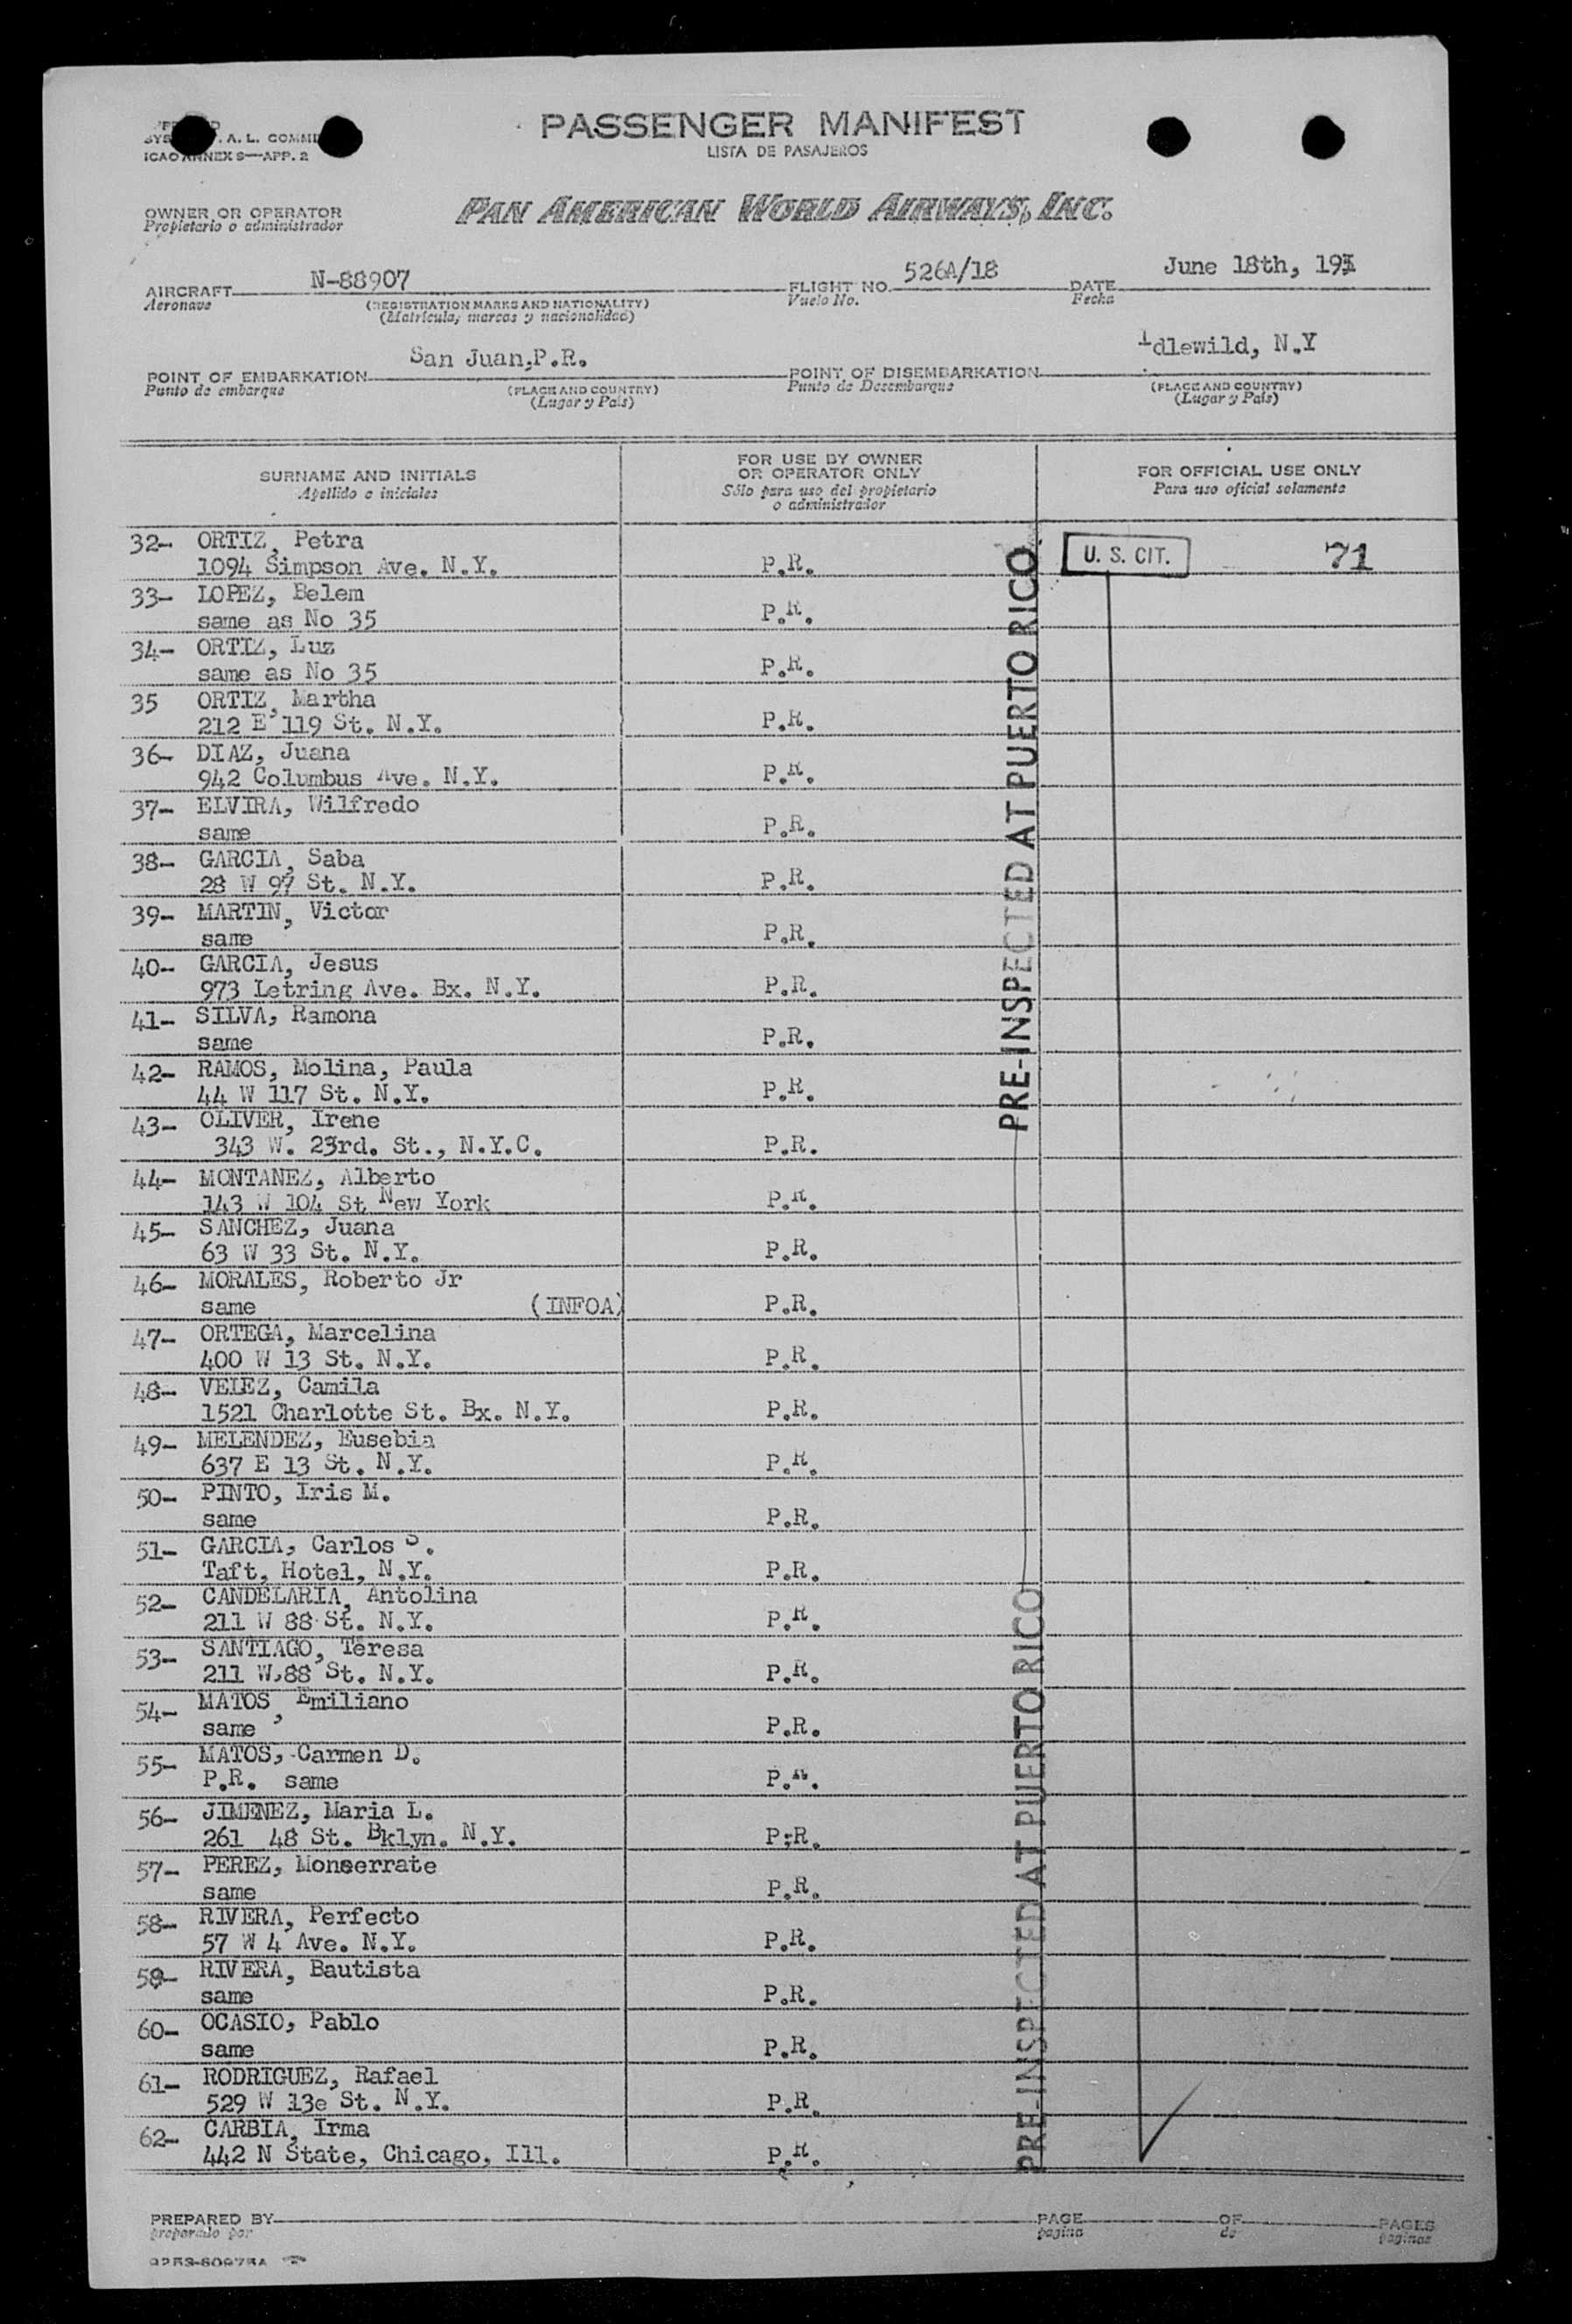 A. L. COMMI
ICAO ANNEX 9—APP. 2
PASSENGER MANIFEST
LISTA DE PASAJEROS
OWNER OR OPERATOR
Propietario o administrador
PAN AMERICAN WORLD AIRWAYS, INC.
AIRCRAFT N-88907 FLIGHT NO. 526A/18 DATE June 18th, 195
Aeronave (REGISTRATION MARKS AND NATIONALITY) Vuelo No. Fecha
(Matrícula, marcas y nacionalidad)
POINT OF EMBARKATION San Juan,P.R. POINT OF DISEMBARKATION Idlewild, N.Y
Punto de embarque (PLACE AND COUNTRY) Punto de Desembarque (PLACE AND COUNTRY)
(Lugar y País) (Lugar y País)
SURNAME AND INITIALS
Apellido e iniciales
FOR USE BY OWNER
OR OPERATOR ONLY
Sólo para uso del propietario
o administrador
FOR OFFICIAL USE ONLY
Para uso oficial solamente
32- ORTIZ, Petra
1094 Simpson Ave. N.Y. P.R. U. S. CIT. 71
33- LOPEZ, Belem
same as No 35 P.R.
34- ORTIZ, Luz
same as No 35 P.R.
35 ORTIZ, Martha
212 E 119 St. N.Y. P.R.
36- DIAZ, Juana
942 Columbus Ave. N.Y. P.R.
37- ELVIRA, Wilfredo
same P.R.
38- GARCIA, Saba
28 W 97 St. N.Y. P.R.
39- MARTIN, Victor
same P.R.
40- GARCIA, Jesus
973 Letring Ave. Bx. N.Y. P.R.
41- SILVA, Ramona
same P.R.
42- RAMOS, Molina, Paula
44 W 117 St. N.Y. P.R.
43- OLIVER, Irene
343 W. 23rd. St., N.Y.C. P.R.
44- MONTANEZ, Alberto
143 W 104 St New York P.R.
45- SANCHEZ, Juana
63 W 33 St. N.Y. P.R.
46- MORALES, Roberto Jr
same (INFOA) P.R.
47- ORTEGA, Marcelina
400 W 13 St. N.Y. P.R.
48- VELEZ, Camila
1521 Charlotte St. Bx. N.Y. P.R.
49- MELENDEZ, Eusebia
637 E 13 St. N.Y. P.R.
50- PINTO, Iris M.
same P.R.
51- GARCIA, Carlos S.
Taft, Hotel, N.Y. P.R.
52- CANDELARIA, Antolina
211 W 88 St. N.Y. P.R.
53- SANTIAGO, Teresa
211 W.88 St. N.Y. P.R.
54- MATOS, Emiliano
same P.R.
55- MATOS, Carmen D.
P.R. same P.R.
56- JIMENEZ, Maria L.
261 48 St. Bklyn. N.Y. P:R.
57- PEREZ, Monserrate
same P.R.
58- RIVERA, Perfecto
57 W 4 Ave. N.Y. P.R.
59- RIVERA, Bautista
same P.R.
60- OCASIO, Pablo
same P.R.
61- RODRIGUEZ, Rafael
529 W 13e St. N.Y. P.R.
62- CARBIA, Irma
442 N State, Chicago, Ill. P.R.
PRE-INSPECTED AT PUERTO RICO
PRE-INSPECTED AT PUERTO RICO
PREPARED BY PAGE OF PAGES
preparado por pagina de paginas